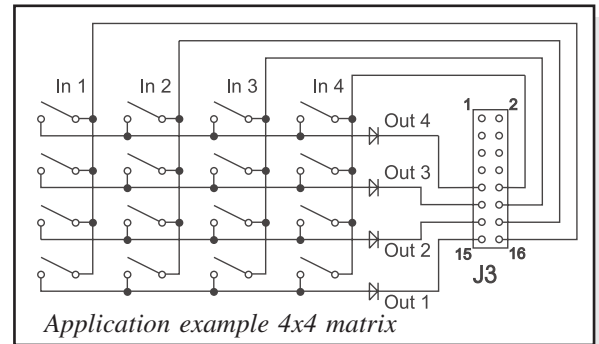 In 1 In 2 In 3 In 4
Out 4
1 2
Out 3
Out 2
15 16
J3
Out 1
Application example 4x4 matrix